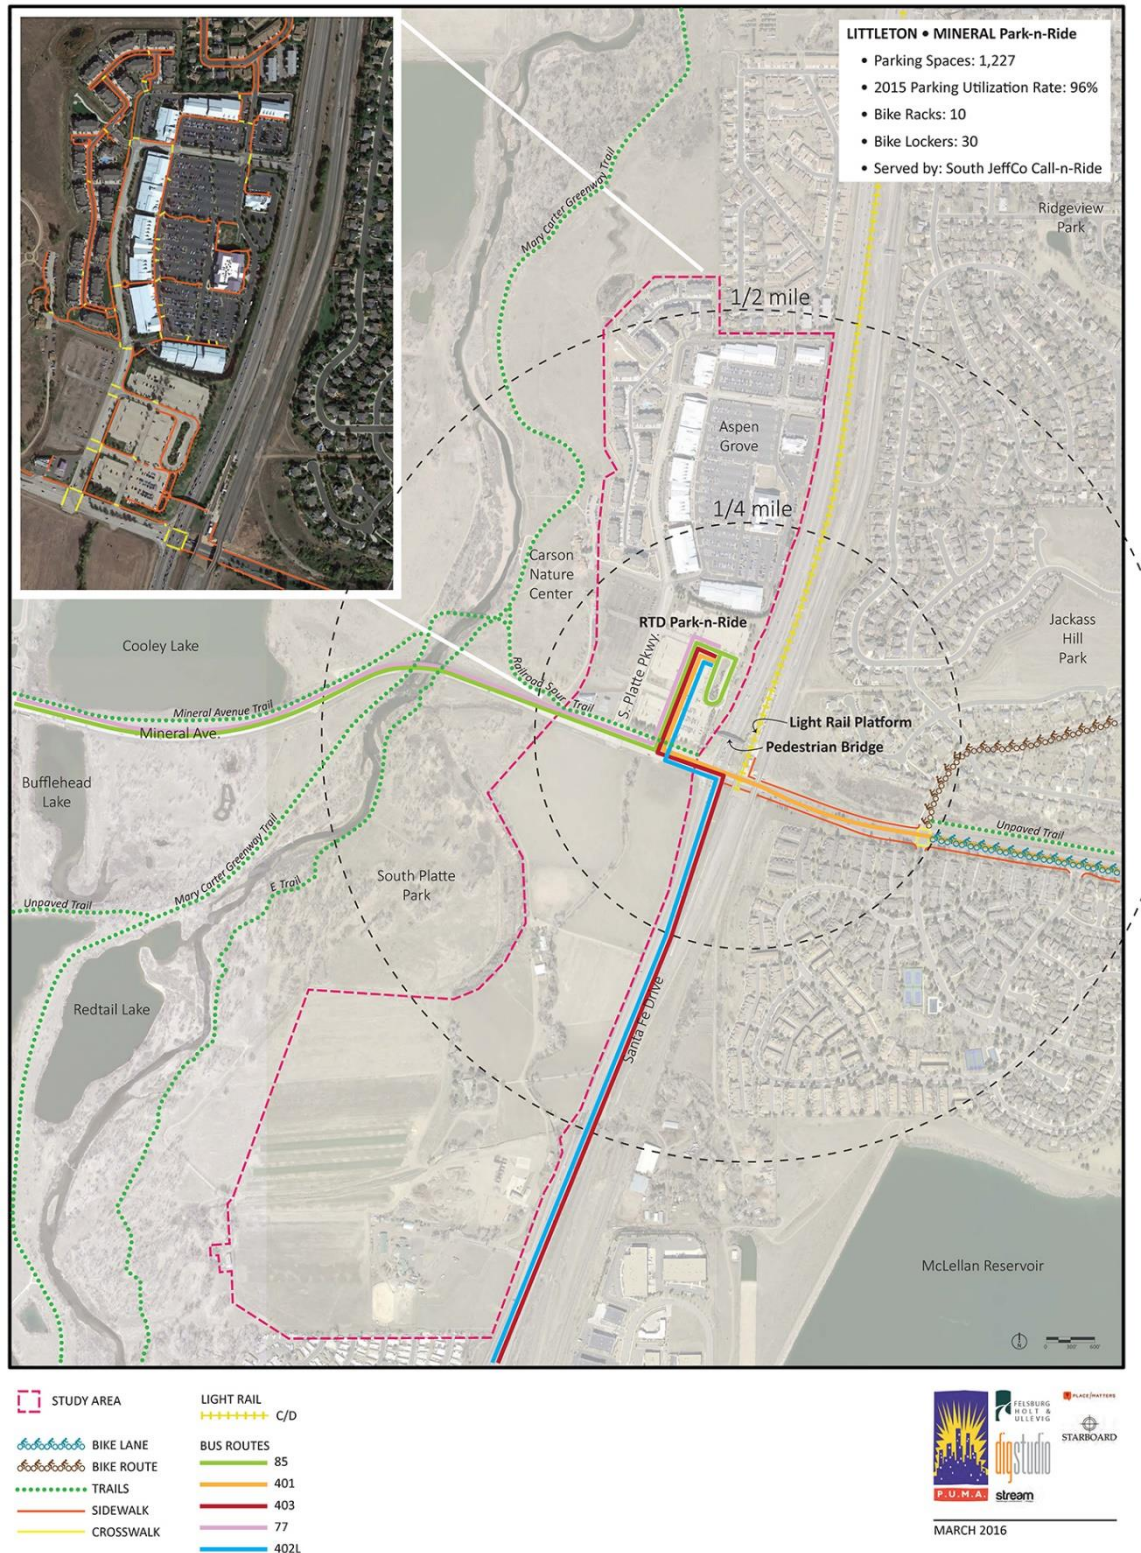 LITTLETON • MINERAL Park-n-Ride
• Parking Spaces: 1,227
• 2015 Parking Utilization Rate: 96%
• Bike Racks: 10
• Bike Lockers: 30
• Served by: South JeffCo Call-n-Ride
Mary Carter Greenway Trail
Ridgeview
Park
1/2 mile
Aspen
Grove
1/4 mile
Carson
Nature
Center
RTD Park-n-Ride
Jackass
Hill
Park
Cooley Lake
S. Platte Pkwy.
Railroad Spur Trail
Mineral Avenue Trail
Mineral Ave.
Light Rail Platform
Pedestrian Bridge
Bufflehead
Lake
Unpaved Trail
Mary Carter Greenway Trail
E Trail
South Platte
Park
Unpaved Trail
Redtail Lake
Santa Fe Drive
McLellan Reservoir
STUDY AREA
BIKE LANE
BIKE ROUTE
TRAILS
SIDEWALK
CROSSWALK
LIGHT RAIL
C/D
BUS ROUTES
85
401
403
77
402L
P.U.M.A.
FELSBURG
HOLT &
ULLEVIG
digstudio
stream
PLACEMATTERS
STARBOARD
MARCH 2016